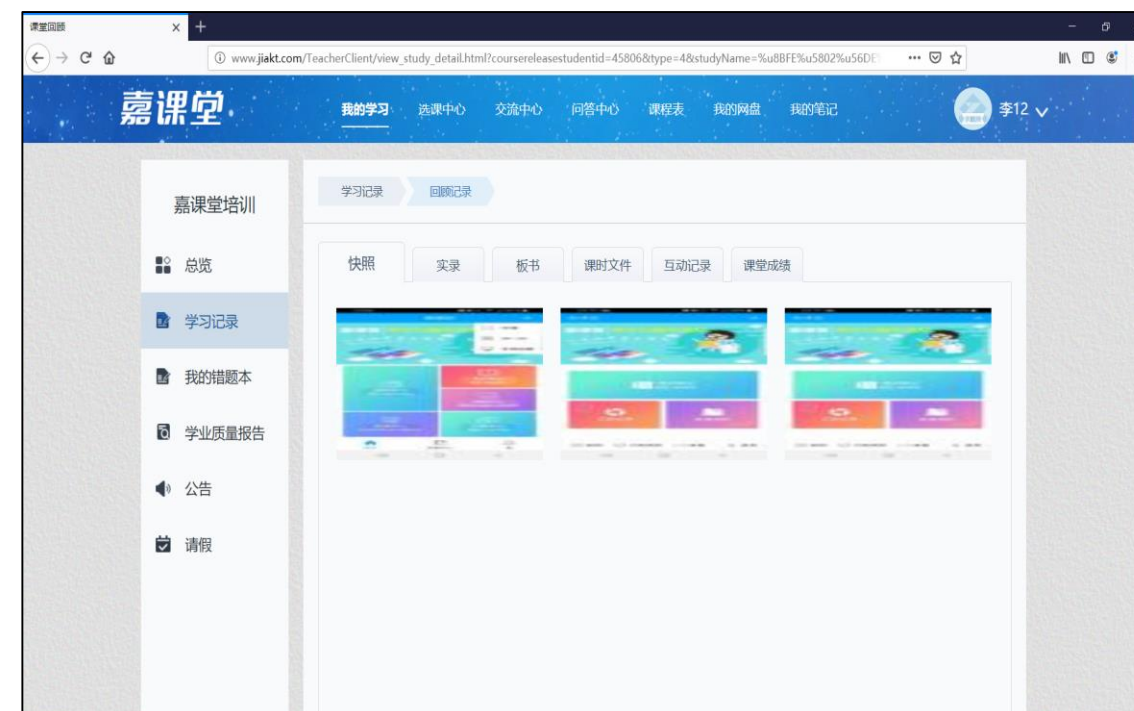 课堂回顾
www.jiakt.com/TeacherClient/view_study_detail.html?coursereleasestudentid=45806&type=4&studyName=%u8BFE%u5802%u56DE
嘉课堂
我的学习 选课中心 交流中心 问答中心 课程表 我的网盘 我的笔记 李12
嘉课堂培训
总览
学习记录
我的错题本
学业质量报告
公告
请假
学习记录 回顾记录
快照 实录 板书 课时文件 互动记录 课堂成绩